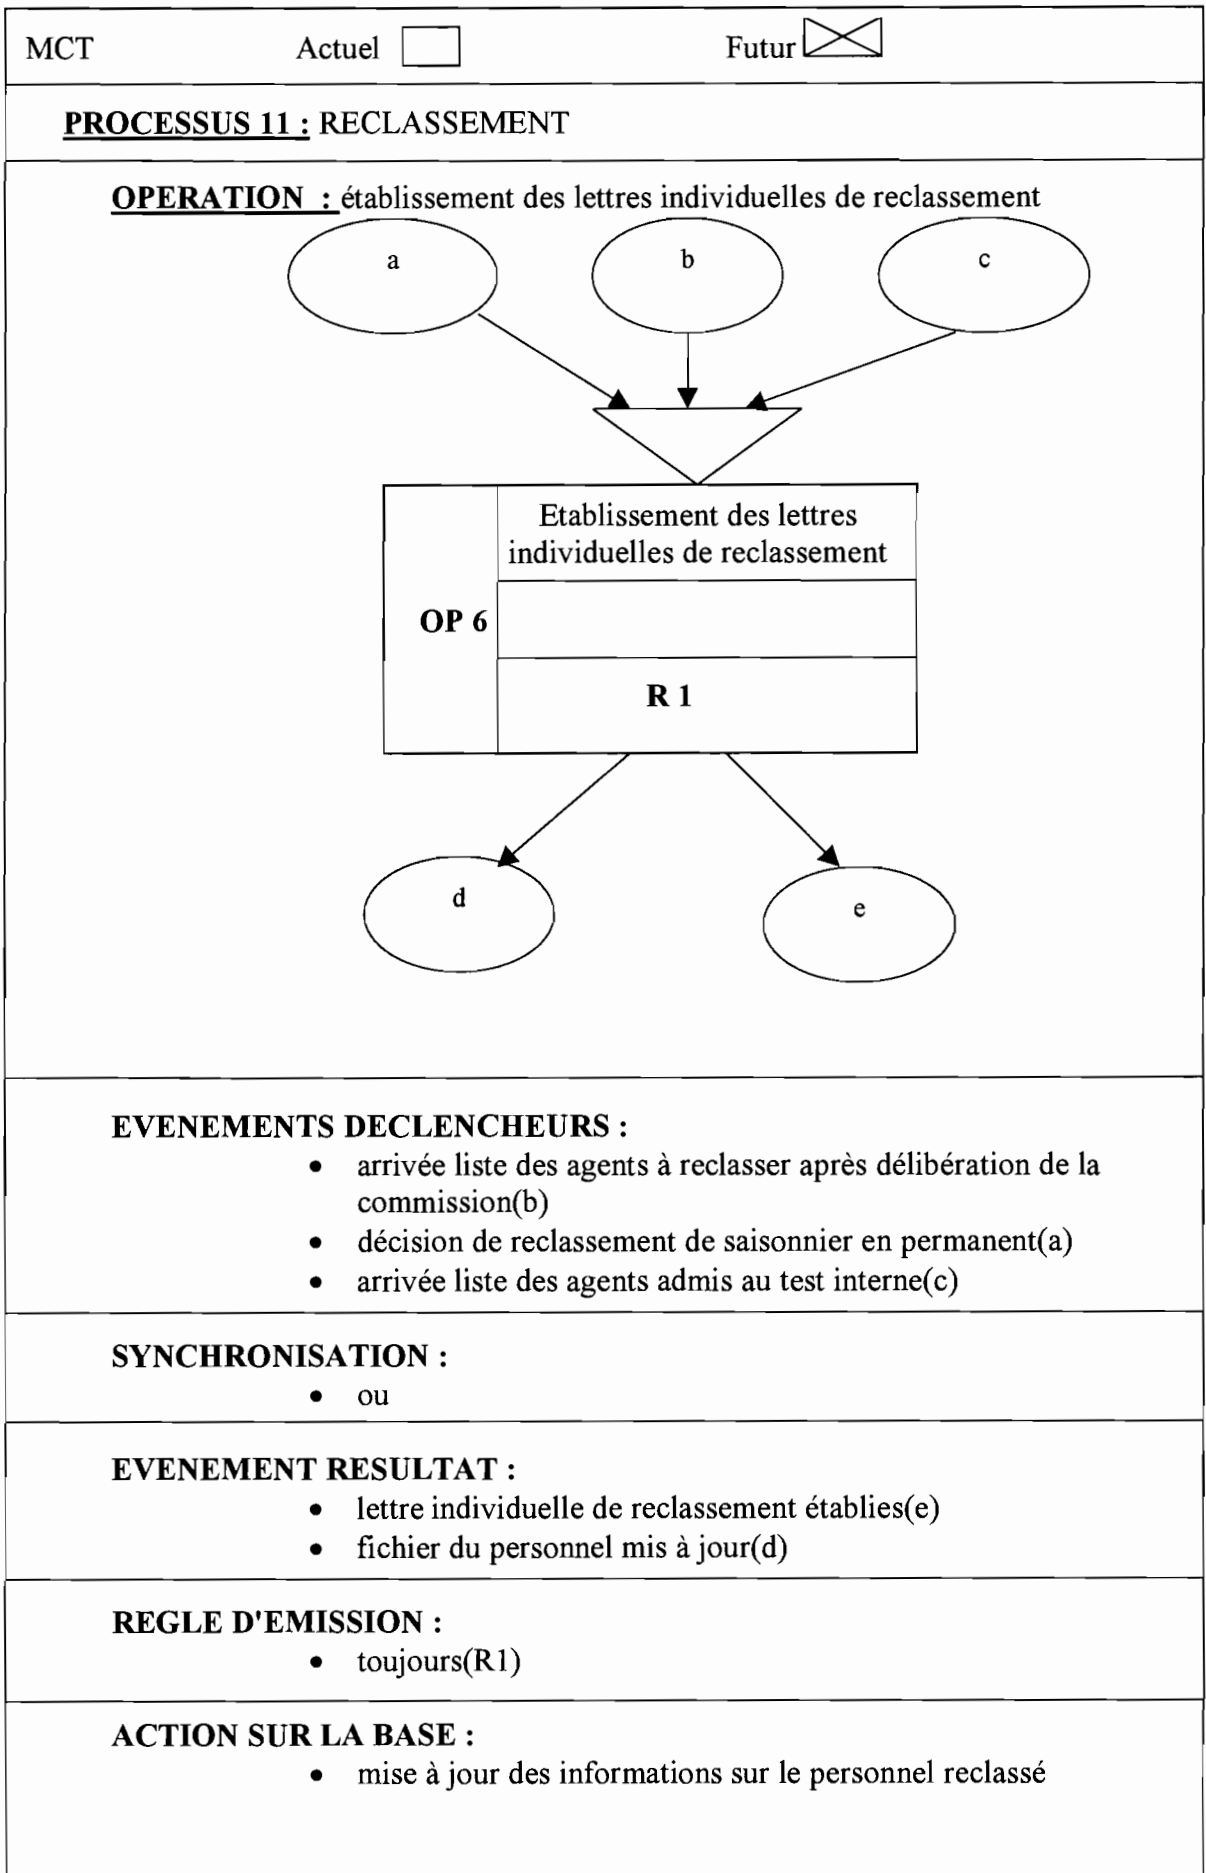 MCT Actuel Futur
PROCESSUS 11 : RECLASSEMENT
OPERATION : établissement des lettres individuelles de reclassement
a b c
Etablissement des lettres
individuelles de reclassement
OP 6
R 1
d
e
EVENEMENTS DECLENCHEURS :
• arrivée liste des agents à reclasser après délibération de la
commission(b)
• décision de reclassement de saisonnier en permanent(a)
• arrivée liste des agents admis au test interne(c)
SYNCHRONISATION :
• ou
EVENEMENT RESULTAT :
• lettre individuelle de reclassement établies(e)
• fichier du personnel mis à jour(d)
REGLE D'EMISSION :
• toujours(R1)
ACTION SUR LA BASE :
• mise à jour des informations sur le personnel reclassé